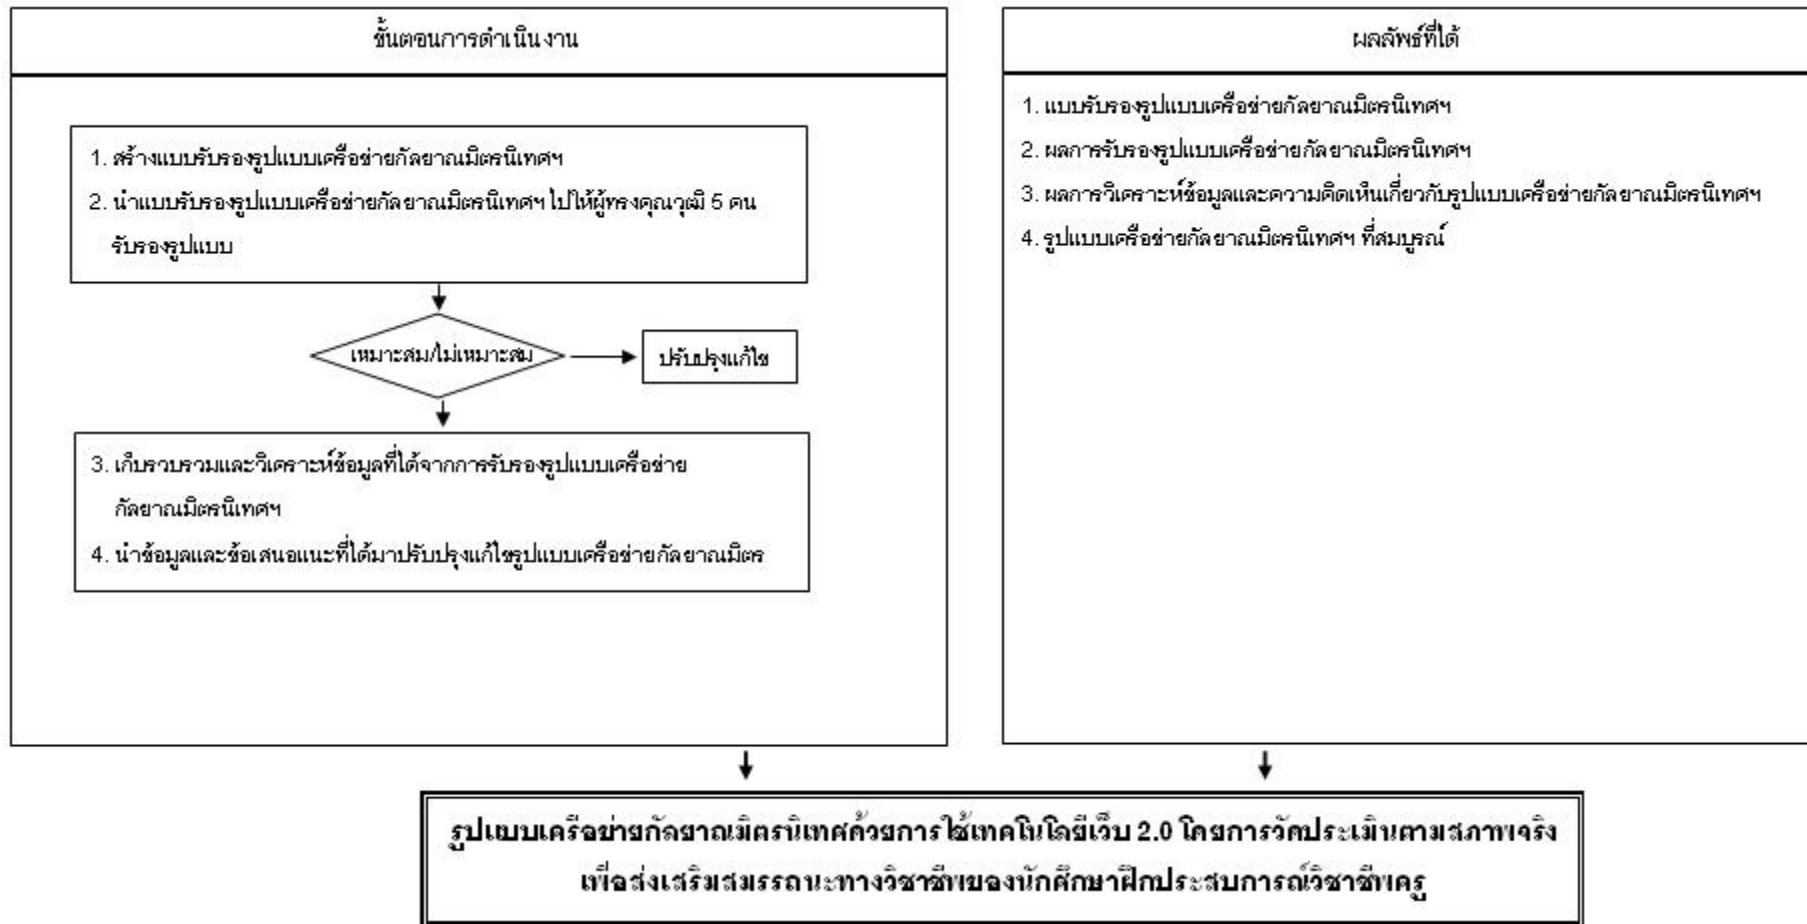 ขั้นตอนการดำเนินงาน
1. สร้างแบบรับรองรูปแบบเครือข่ายกัลยาณมิตรนิเทศฯ
2. นำแบบรับรองรูปแบบเครือข่ายกัลยาณมิตรนิเทศฯ ไปให้ผู้ทรงคุณวุฒิ 5 คน
รับรองรูปแบบ
เหมาะสม/ไม่เหมาะสม
ปรับปรุงแก้ไข
3. เก็บรวบรวมและวิเคราะห์ข้อมูลที่ได้จากการรับรองรูปแบบเครือข่าย
กัลยาณมิตรนิเทศฯ
4. นำข้อมูลและข้อเสนอแนะที่ได้มาปรับปรุงแก้ไขรูปแบบเครือข่ายกัลยาณมิตร
ผลลัพธ์ที่ได้
1. แบบรับรองรูปแบบเครือข่ายกัลยาณมิตรนิเทศฯ
2. ผลการรับรองรูปแบบเครือข่ายกัลยาณมิตรนิเทศฯ
3. ผลการวิเคราะห์ข้อมูลและความคิดเห็นเกี่ยวกับรูปแบบเครือข่ายกัลยาณมิตรนิเทศฯ
4. รูปแบบเครือข่ายกัลยาณมิตรนิเทศฯ ที่สมบูรณ์
รูปแบบเครือข่ายกัลยาณมิตรนิเทศด้วยการใช้เทคโนโลยีเว็บ 2.0 โดยการวัดประเมินตามสภาพจริง
เพื่อส่งเสริมสมรรถนะทางวิชาชีพของนักศึกษาฝึกประสบการณ์วิชาชีพครู